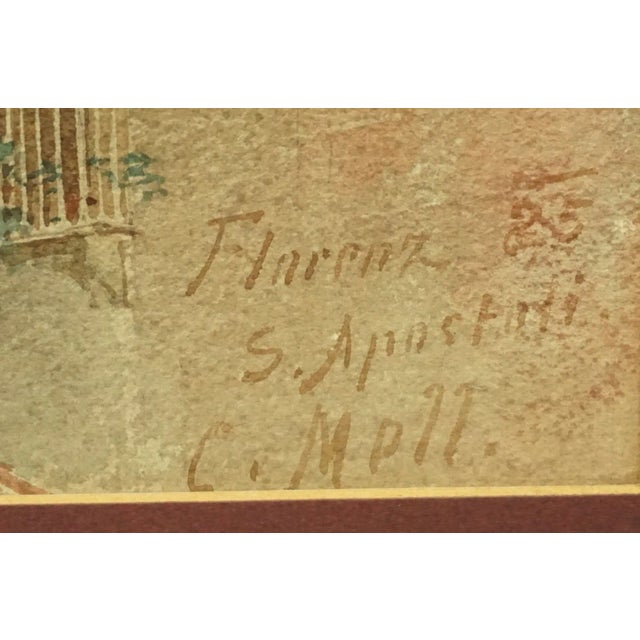 Florenz
S. Apostoli.
C. Moll.